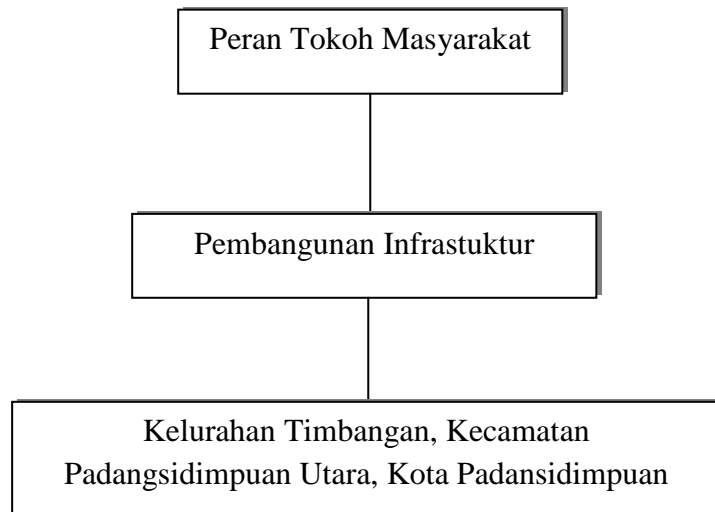 Peran Tokoh Masyarakat
Pembangunan Infrastuktur
Kelurahan Timbangan, Kecamatan
Padangsidimpuan Utara, Kota Padansidimpuan